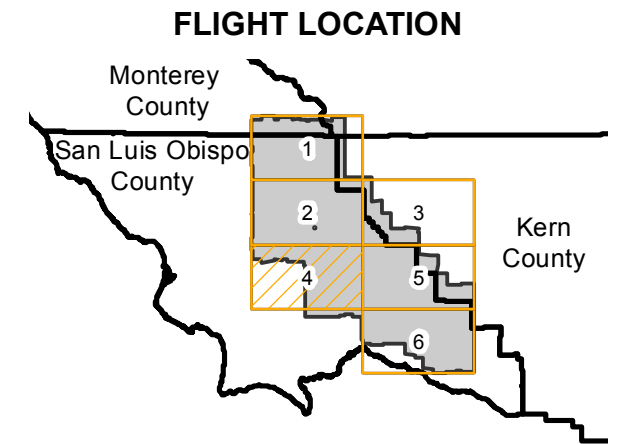 FLIGHT LOCATION
Monterey
County
San Luis Obispo
County
1
2
3
4
5
6
Kern
County